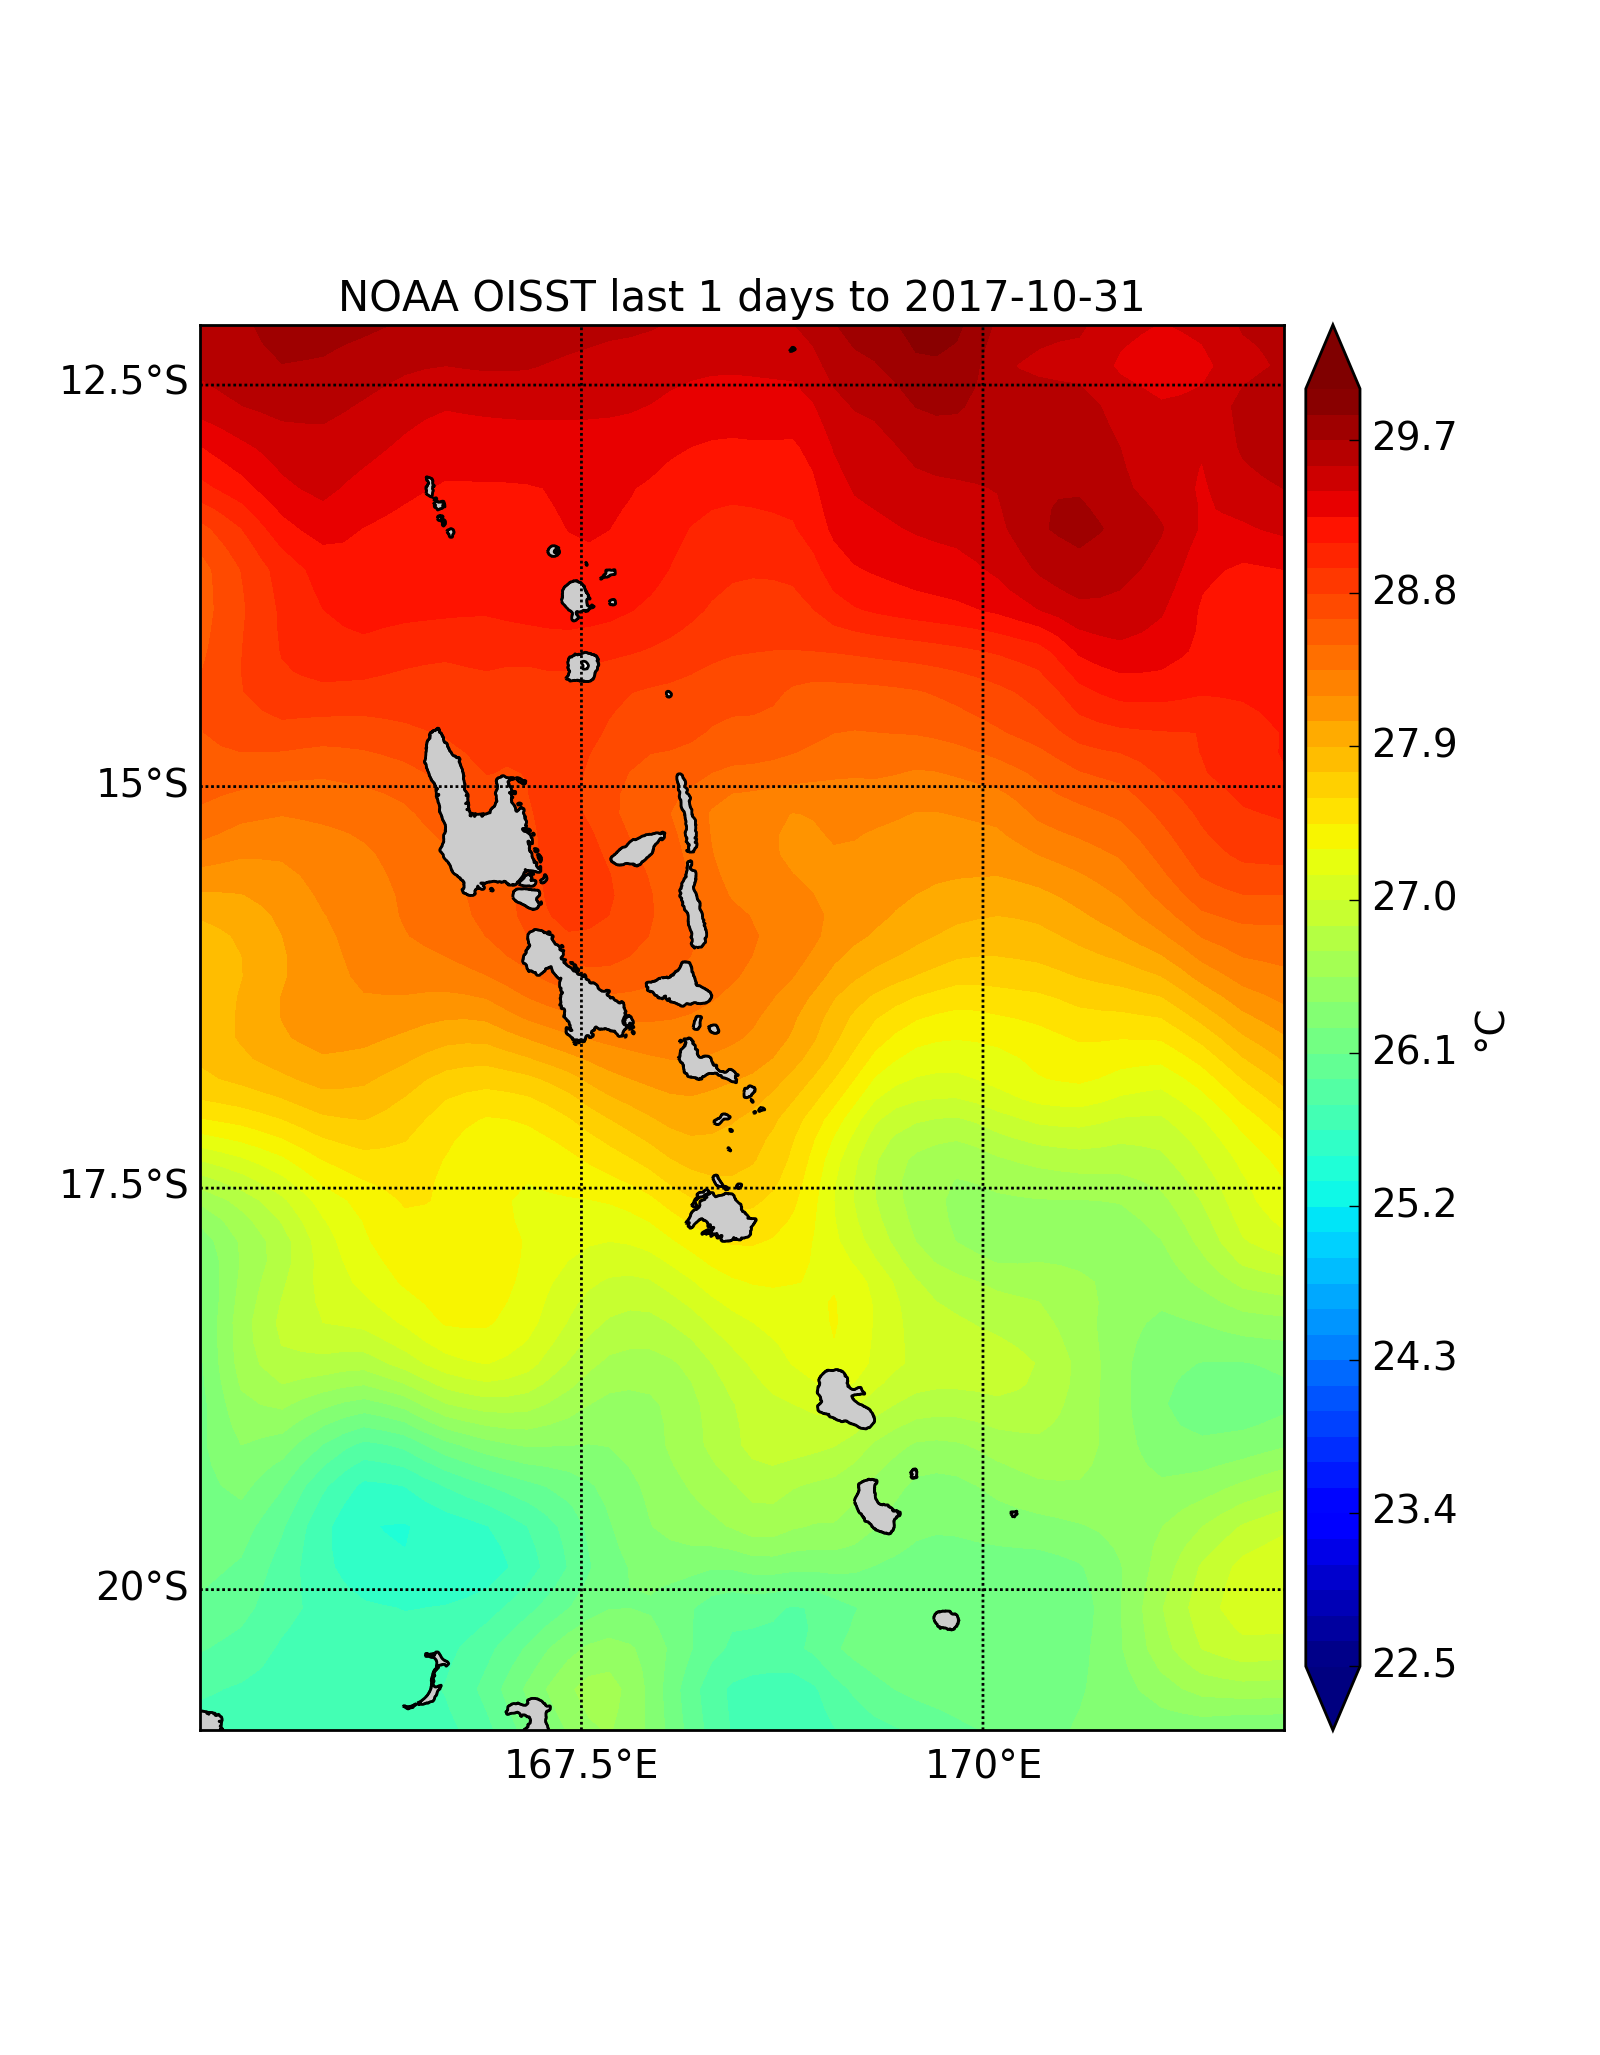 NOAA OISST last 1 days to 2017-10-31
12.5°S
15°S
17.5°S
20°S
167.5°E
170°E
29.7
28.8
27.9
27.0
26.1
25.2
24.3
23.4
22.5
°C